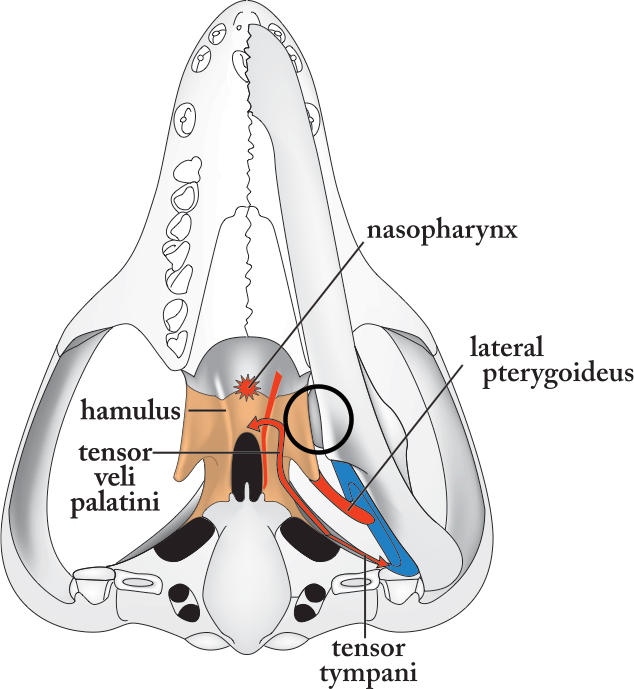 nasopharynx
lateral
pterygoideus
hamulus
tensor
veli
palatini
tensor
tympani